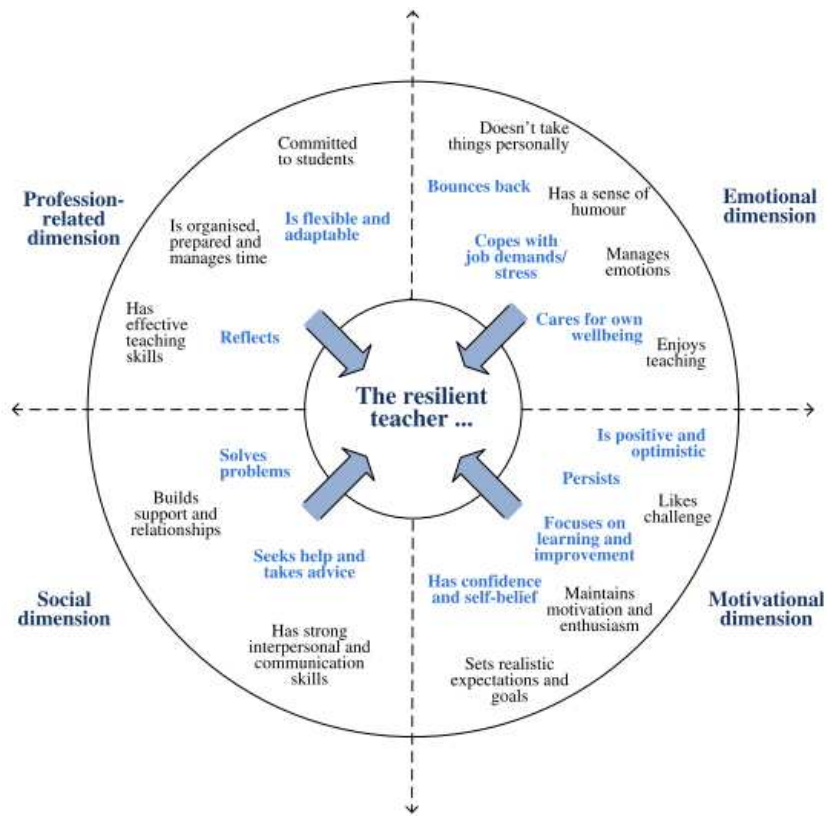 Profession-
related
dimension
Committed
to students
Is flexible and
adaptable
Is organised,
prepared and
manages time
Has
effective
teaching
skills
Reflects
Emotional
dimension
Doesn't take
things personally
Bounces back
Has a sense of
humour
Copes with
job demands/
stress
Manages
emotions
Cares for own
wellbeing
Enjoys
teaching
The resilient
teacher ...
Social
dimension
Solves
problems
Builds
support and
relationships
Seeks help and
takes advice
Has strong
interpersonal and
communication
skills
Motivational
dimension
Is positive and
optimistic
Persists
Likes
challenge
Focuses on
learning and
improvement
Has confidence
and self-belief
Maintains
motivation and
enthusiasm
Sets realistic
expectations and
goals